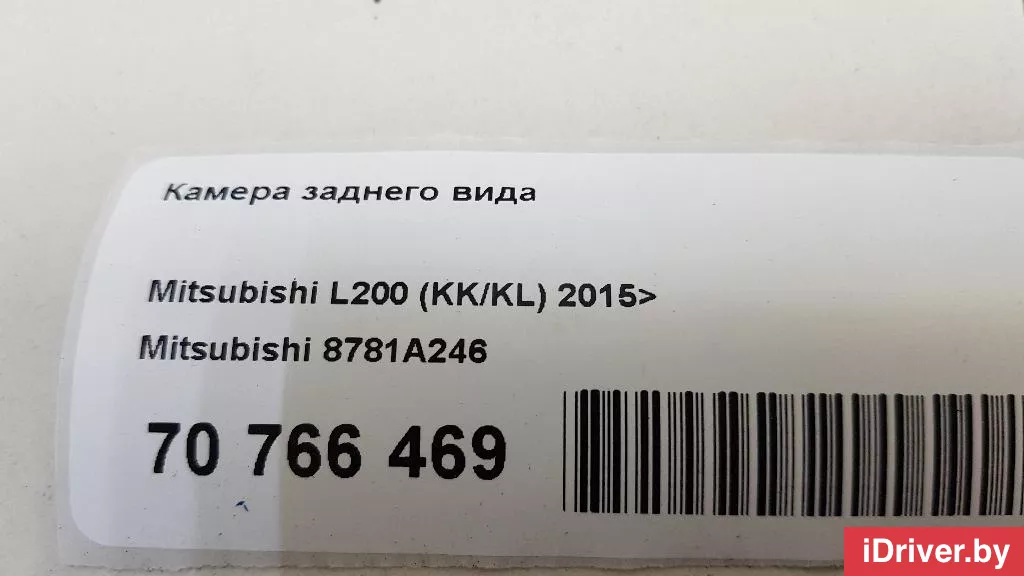 Камера заднего вида
Mitsubishi L200 (KK/KL) 2015>
Mitsubishi 8781A246
70 766 469
iDriver.by